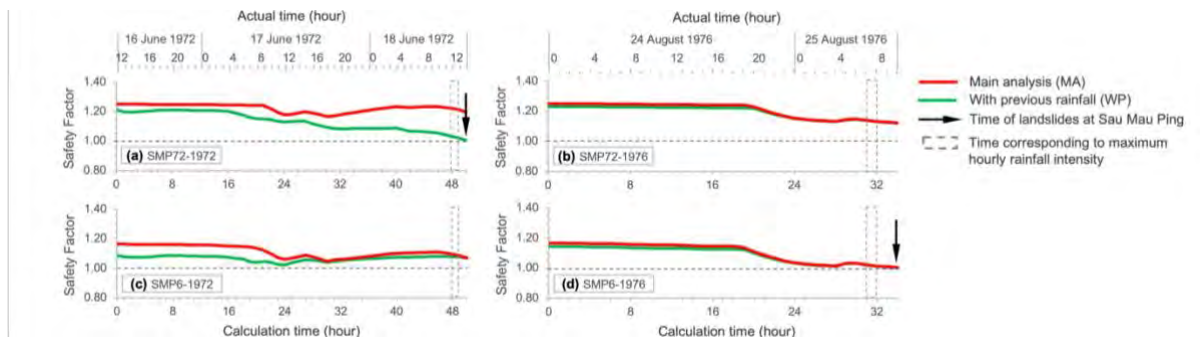 Actual time (hour)
16 June 1972 17 June 1972 18 June 1972
12 16 20 0 4 8 12 16 20 0 4 8 12
1.40
1.20
1.00
0.80
Safety Factor
(a) SMP72-1972
0 8 16 24 32 40 48
1.40
1.20
1.00
0.80
Safety Factor
(c) SMP6-1972
0 8 16 24 32 40 48
Calculation time (hour)
Actual time (hour)
24 August 1976 25 August 1976
0 4 8 12 16 20 0 4 8
1.40
1.20
1.00
0.80
Safety Factor
(b) SMP72-1976
0 8 16 24 32
1.40
1.20
1.00
0.80
Safety Factor
(d) SMP6-1976
0 8 16 24 32
Calculation time (hour)
Main analysis (MA)
With previous rainfall (WP)
Time of landslides at Sau Mau Ping
Time corresponding to maximum
hourly rainfall intensity